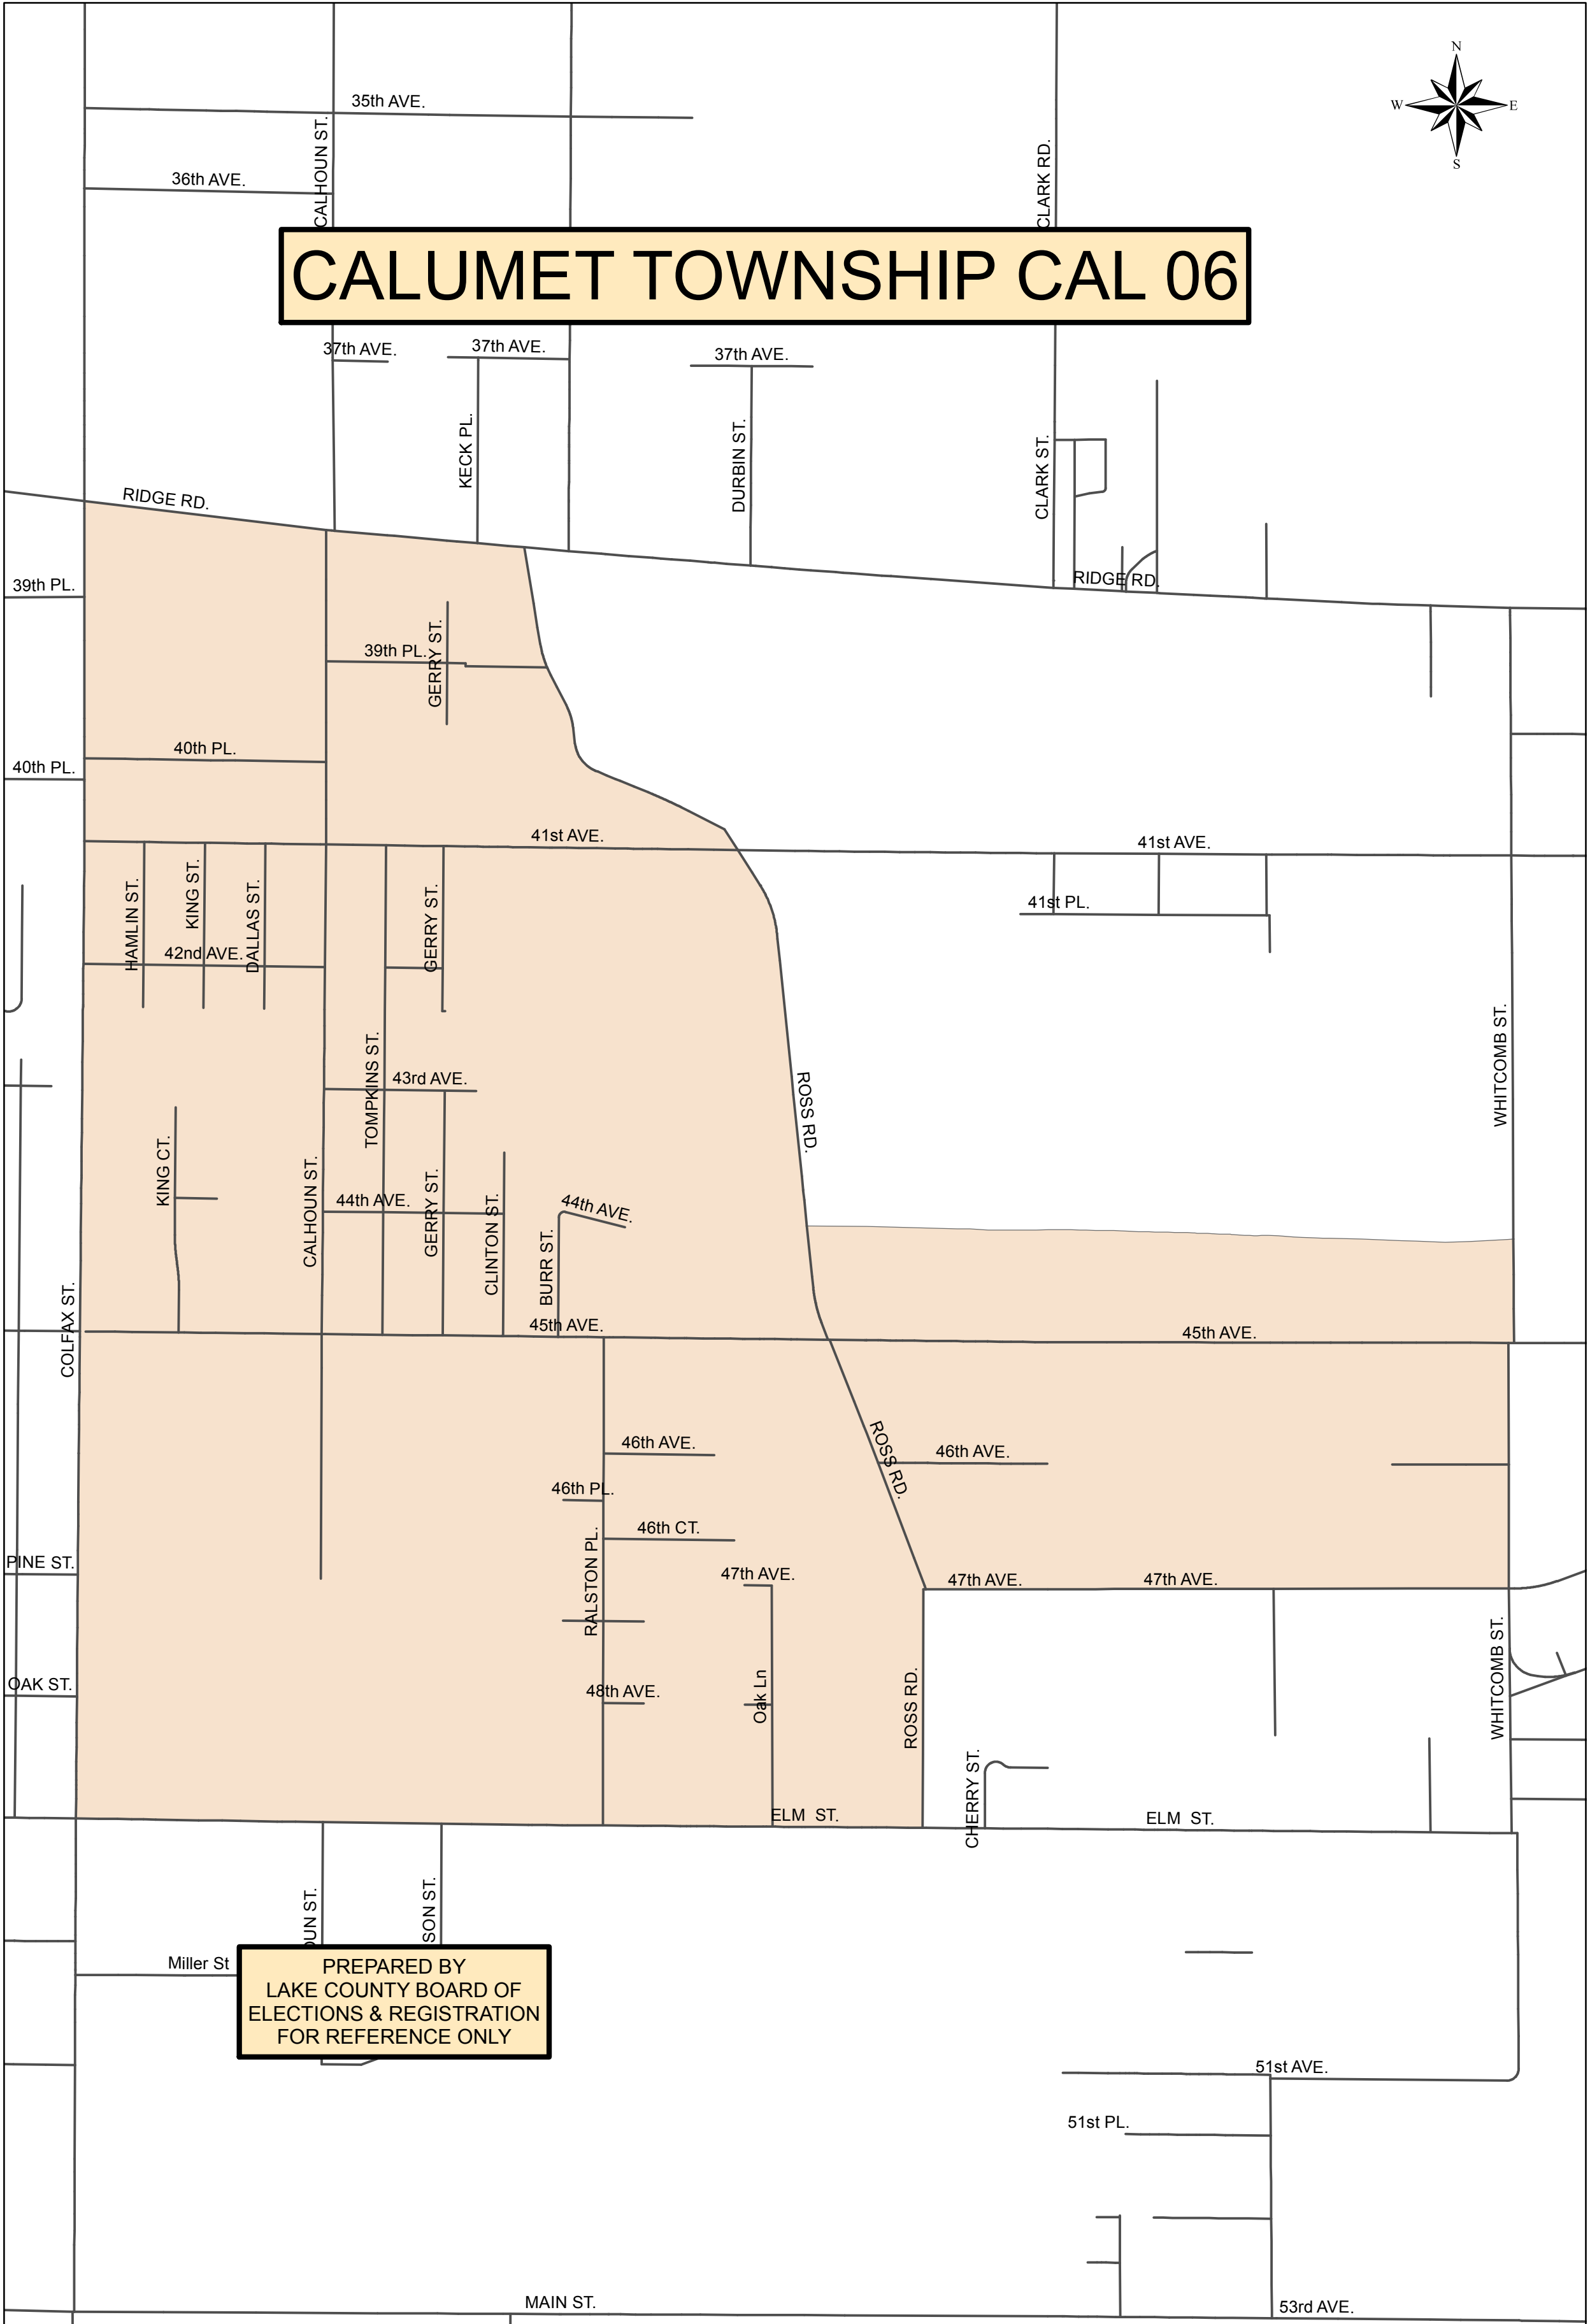 N
W
E
S
35th AVE.
CALHOUN ST.
CLARK RD.
36th AVE.
CALUMET TOWNSHIP CAL 06
37th AVE.
37th AVE.
37th AVE.
KECK PL.
DURBIN ST.
CLARK ST.
RIDGE RD.
RIDGE RD.
39th PL.
39th PL.
GERRY ST.
40th PL.
40th PL.
41st AVE.
41st AVE.
HAMLIN ST.
KING ST.
DALLAS ST.
GERRY ST.
41st PL.
42nd AVE.
TOMPKINS ST.
43rd AVE.
ROSS RD.
WHITCOMB ST.
KING CT.
CALHOUN ST.
44th AVE.
GERRY ST.
CLINTON ST.
44th AVE.
BURR ST.
COLFAX ST.
45th AVE.
45th AVE.
46th AVE.
ROSS RD.
46th AVE.
46th PL.
46th CT.
RALSTON PL.
PINE ST.
47th AVE.
47th AVE.
47th AVE.
OAK ST.
48th AVE.
Oak Ln
ROSS RD.
WHITCOMB ST.
CHERRY ST.
ELM ST.
ELM ST.
OUN ST.
SON ST.
Miller St
PREPARED BY
LAKE COUNTY BOARD OF
ELECTIONS & REGISTRATION
FOR REFERENCE ONLY
51st AVE.
51st PL.
MAIN ST.
53rd AVE.